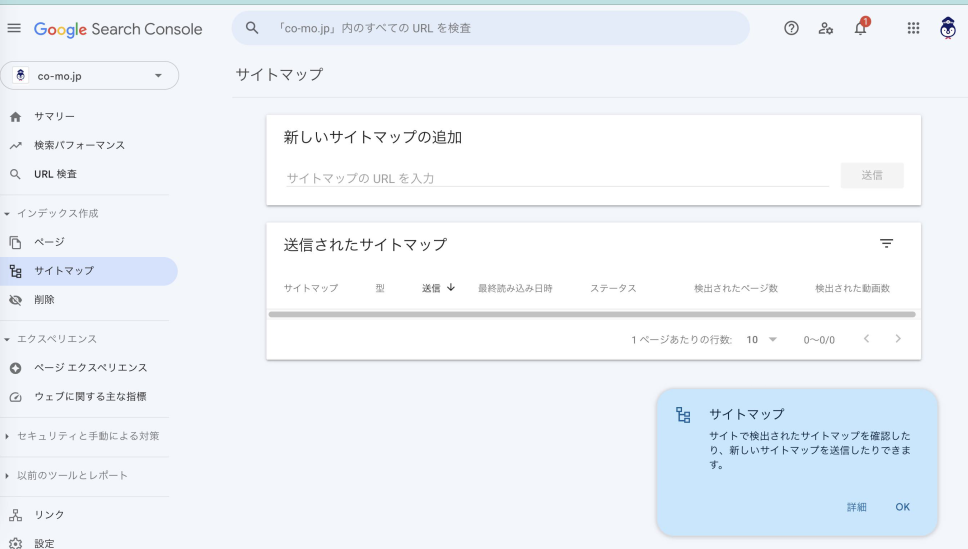 Google Search Console
「co-mo.jp」内のすべての URL を検査
1
co-mo.jp
サマリー
検索パフォーマンス
URL 検査
インデックス作成
ページ
サイトマップ
削除
エクスペリエンス
ページ エクスペリエンス
ウェブに関する主な指標
セキュリティと手動による対策
以前のツールとレポート
リンク
設定
サイトマップ
新しいサイトマップの追加
サイトマップの URL を入力
送信
送信されたサイトマップ
サイトマップ 型 送信 最終読み込み日時 ステータス 検出されたページ数 検出された動画数
1 ページあたりの行数: 10 0～0/0
サイトマップ
サイトで検出されたサイトマップを確認した
り、新しいサイトマップを送信したりできま
す。
詳細 OK